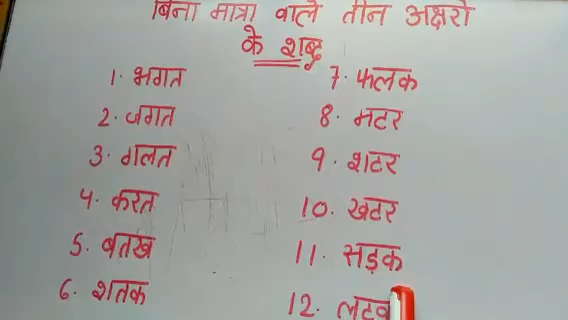 बिना मात्रा वाले तीन अक्षरो
के शब्द
1. भगत
2. जगत
3. गलत
4. करत
5. बतख
6. शतक
7. फलक
8. मटर
9. शटर
10. खटर
11. सड़क
12.